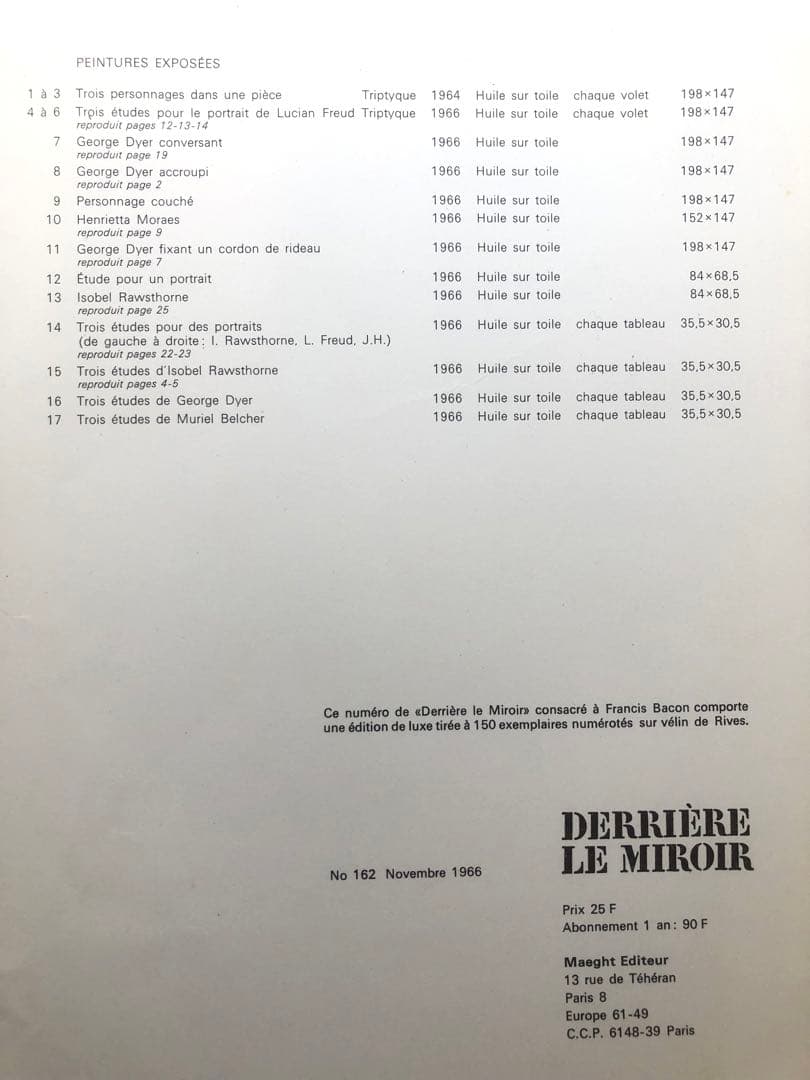 PEINTURES EXPOSÉES
1 à 3 Trois personnages dans une pièce Triptyque 1964 Huile sur toile chaque volet 198×147
4 à 6 Trois études pour le portrait de Lucian Freud Triptyque 1966 Huile sur toile chaque volet 198×147
reproduit pages 12-13-14
7 George Dyer conversant 1966 Huile sur toile 198×147
reproduit page 19
8 George Dyer accroupi 1966 Huile sur toile 198×147
reproduit page 2
9 Personnage couché 1966 Huile sur toile 198×147
10 Henrietta Moraes 1966 Huile sur toile 152×147
reproduit page 9
11 George Dyer fixant un cordon de rideau 1966 Huile sur toile 198×147
reproduit page 7
12 Étude pour un portrait 1966 Huile sur toile 84×68,5
13 Isobel Rawsthorne 1966 Huile sur toile 84×68,5
reproduit page 25
14 Trois études pour des portraits 1966 Huile sur toile chaque tableau 35,5×30,5
(de gauche à droite : I. Rawsthorne, L. Freud, J.H.)
reproduit pages 22-23
15 Trois études d'Isobel Rawsthorne 1966 Huile sur toile chaque tableau 35,5×30,5
reproduit pages 4-5
16 Trois études de George Dyer 1966 Huile sur toile chaque tableau 35,5×30,5
17 Trois études de Muriel Belcher 1966 Huile sur toile chaque tableau 35,5×30,5
Ce numéro de «Derrière le Miroir» consacré à Francis Bacon comporte
une édition de luxe tirée à 150 exemplaires numérotés sur vélin de Rives.
DERRIÈRE
LE MIROIR
No 162 Novembre 1966
Prix 25 F
Abonnement 1 an : 90 F
Maeght Editeur
13 rue de Téhéran
Paris 8
Europe 61-49
C.C.P. 6148-39 Paris